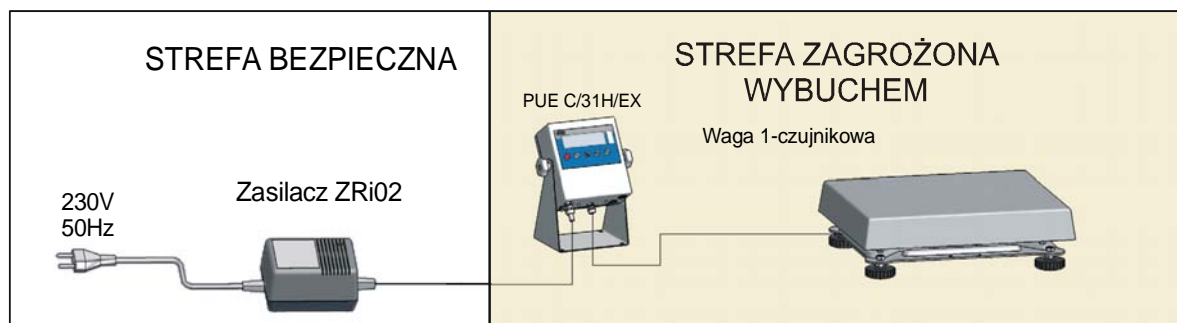 STREFA BEZPIECZNA
230V
50Hz
Zasilacz ZRi02
STREFA ZAGROŻONA
WYBUCHEM
PUE C/31H/EX
Waga 1-czujnikowa